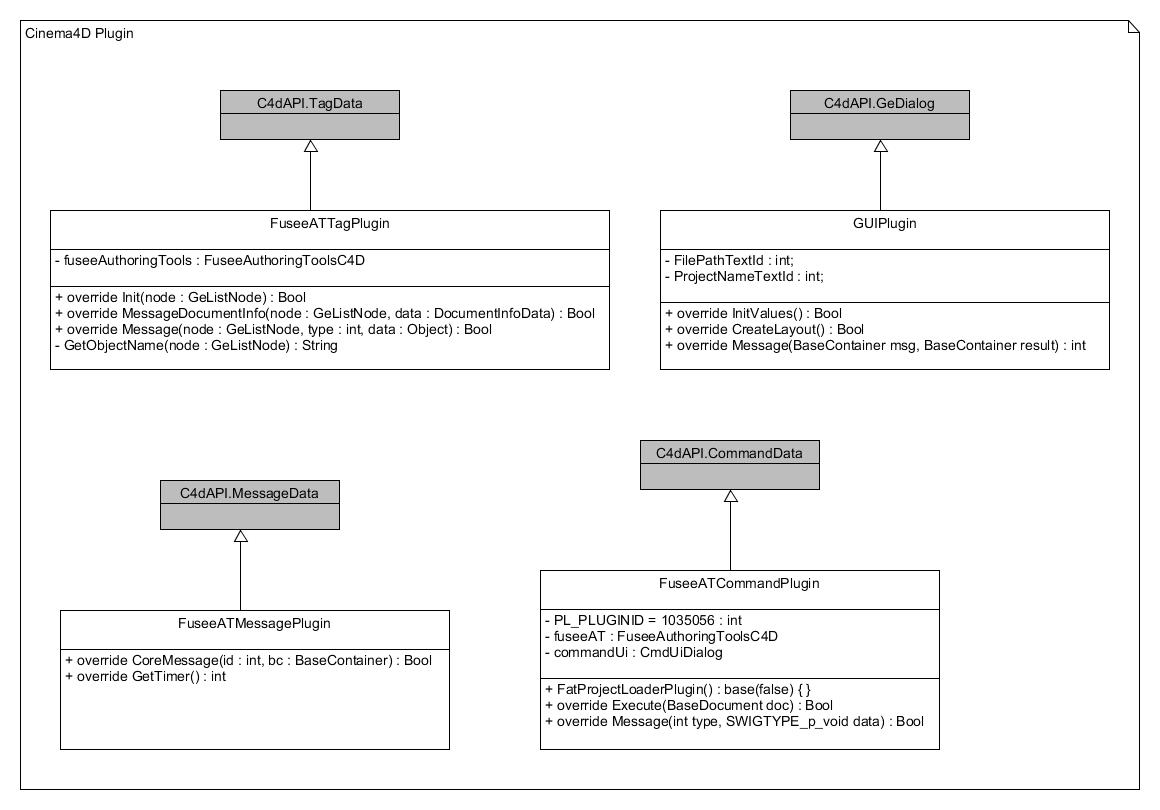 Cinema4D Plugin
C4dAPI.TagData
FuseeATTagPlugin
- fuseeAuthoringTools : FuseeAuthoringToolsC4D
+ override Init(node : GeListNode) : Bool
+ override MessageDocumentInfo(node : GeListNode, data : DocumentInfoData) : Bool
+ override Message(node : GeListNode, type : int, data : Object) : Bool
- GetObjectName(node : GeListNode) : String
C4dAPI.GeDialog
GUIPlugin
- FilePathTextId : int;
- ProjectNameTextId : int;
+ override InitValues() : Bool
+ override CreateLayout() : Bool
+ override Message(BaseContainer msg, BaseContainer result) : int
C4dAPI.MessageData
FuseeATMessagePlugin
+ override CoreMessage(id : int, bc : BaseContainer) : Bool
+ override GetTimer() : int
C4dAPI.CommandData
FuseeATCommandPlugin
- PL_PLUGINID = 1035056 : int
- fuseeAT : FuseeAuthoringToolsC4D
- commandUi : CmdUiDialog
+ FatProjectLoaderPlugin() : base(false) { }
+ override Execute(BaseDocument doc) : Bool
+ override Message(int type, SWIGTYPE_p_void data) : Bool